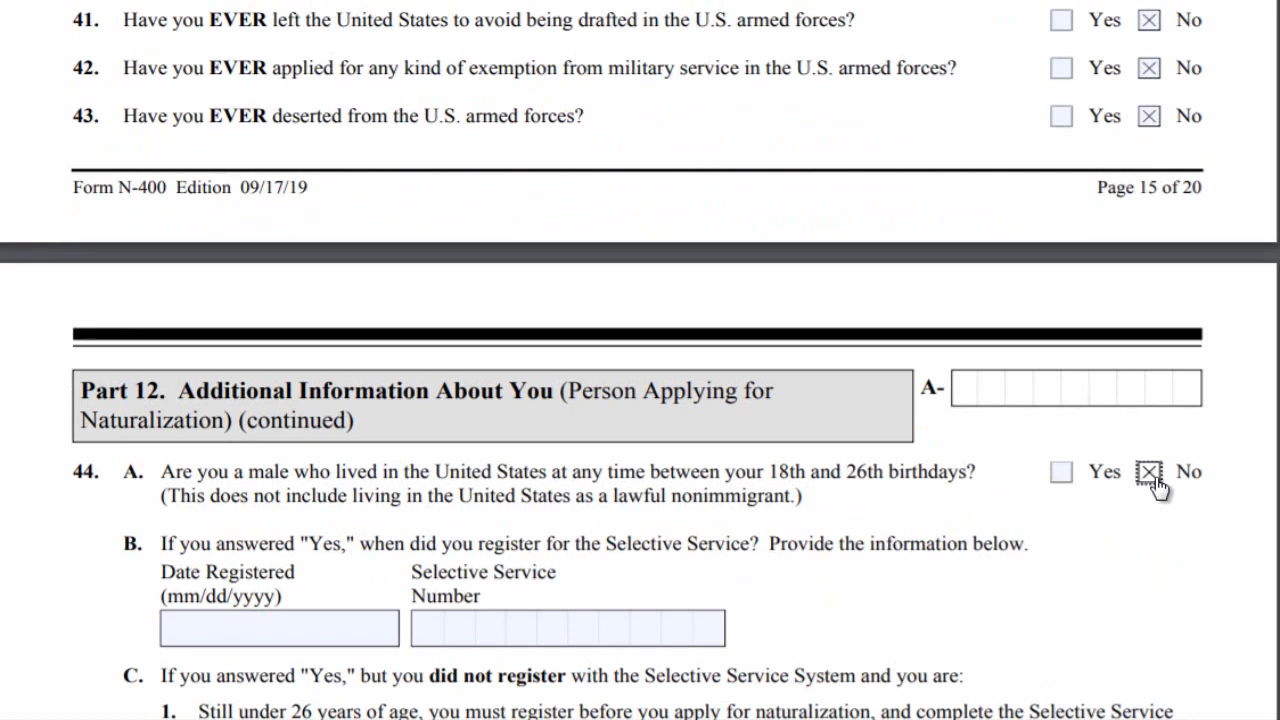 41. Have you EVER left the United States to avoid being drafted in the U.S. armed forces? Yes No
42. Have you EVER applied for any kind of exemption from military service in the U.S. armed forces? Yes No
43. Have you EVER deserted from the U.S. armed forces? Yes No
Form N-400 Edition 09/17/19 Page 15 of 20
Part 12. Additional Information About You (Person Applying for
Naturalization) (continued)
A-
44. A. Are you a male who lived in the United States at any time between your 18th and 26th birthdays? Yes No
(This does not include living in the United States as a lawful nonimmigrant.)
B. If you answered "Yes," when did you register for the Selective Service? Provide the information below.
Date Registered Selective Service
(mm/dd/yyyy) Number
C. If you answered "Yes," but you did not register with the Selective Service System and you are:
1. Still under 26 years of age, you must register before you apply for naturalization, and complete the Selective Service